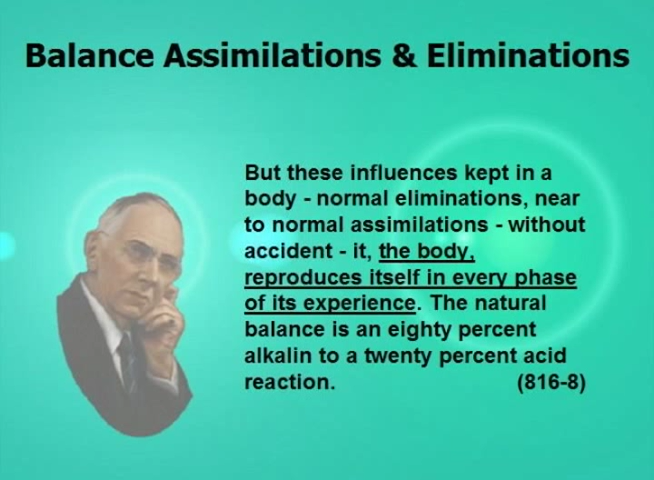 Balance Assimilations & Eliminations
But these influences kept in a
body - normal eliminations, near
to normal assimilations - without
accident - it, the body,
reproduces itself in every phase
of its experience. The natural
balance is an eighty percent
alkalin to a twenty percent acid
reaction. (816-8)